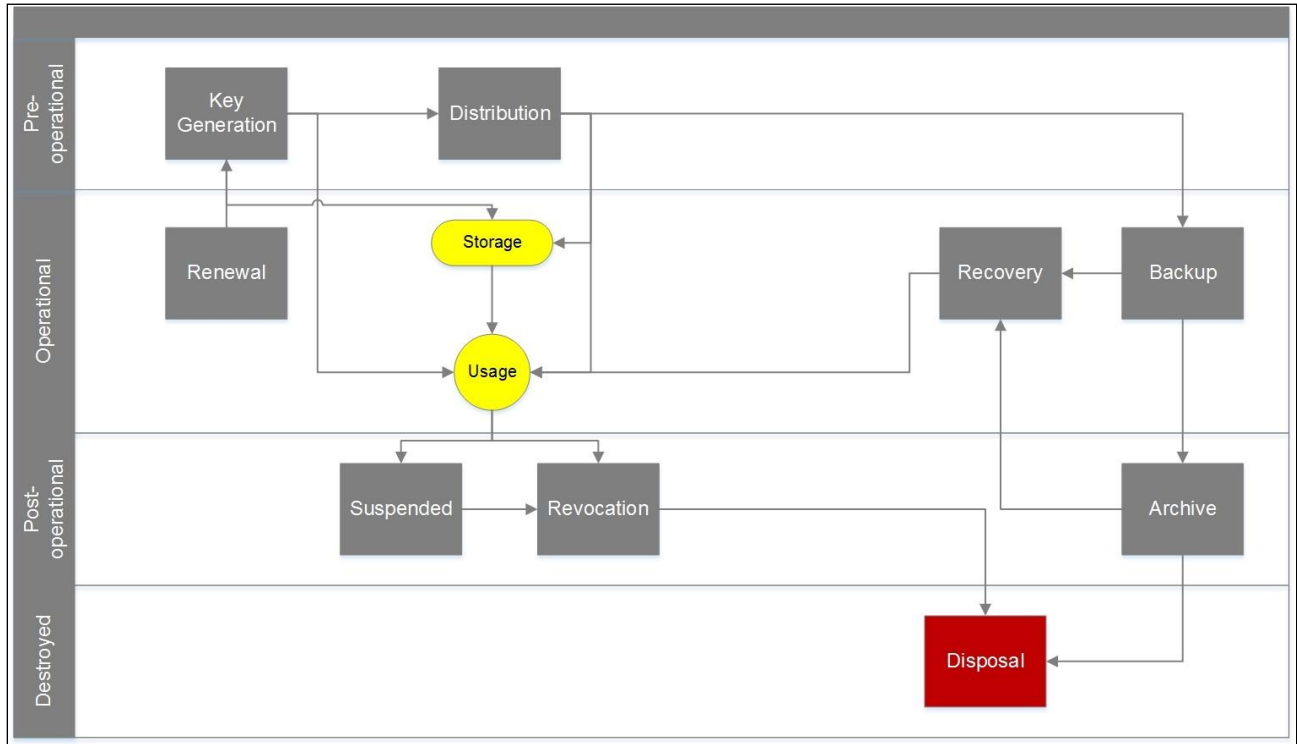 Pre-
operational
Key
Generation
Distribution
Operational
Renewal
Storage
Recovery
Backup
Usage
Post-
operational
Suspended
Revocation
Archive
Destroyed
Disposal